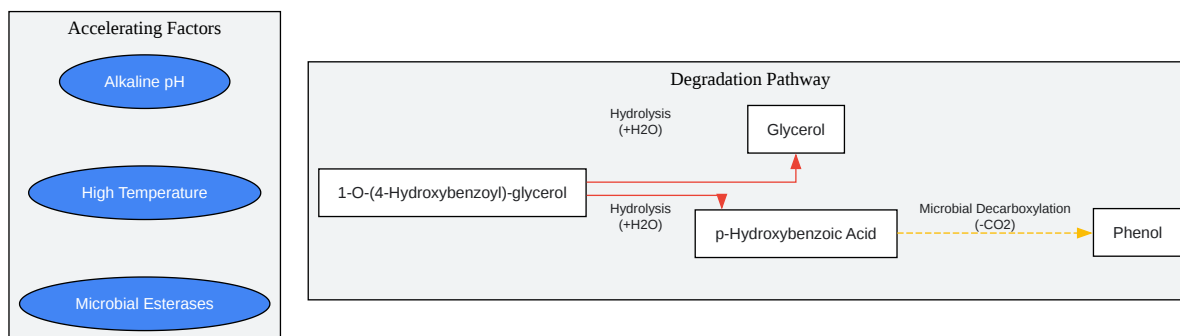 Accelerating Factors
Alkaline pH
High Temperature
Microbial Esterases
Degradation Pathway
Hydrolysis
(+H2O)
Glycerol
1-O-(4-Hydroxybenzoyl)-glycerol
Hydrolysis
(+H2O)
p-Hydroxybenzoic Acid
Microbial Decarboxylation
(-CO2)
Phenol